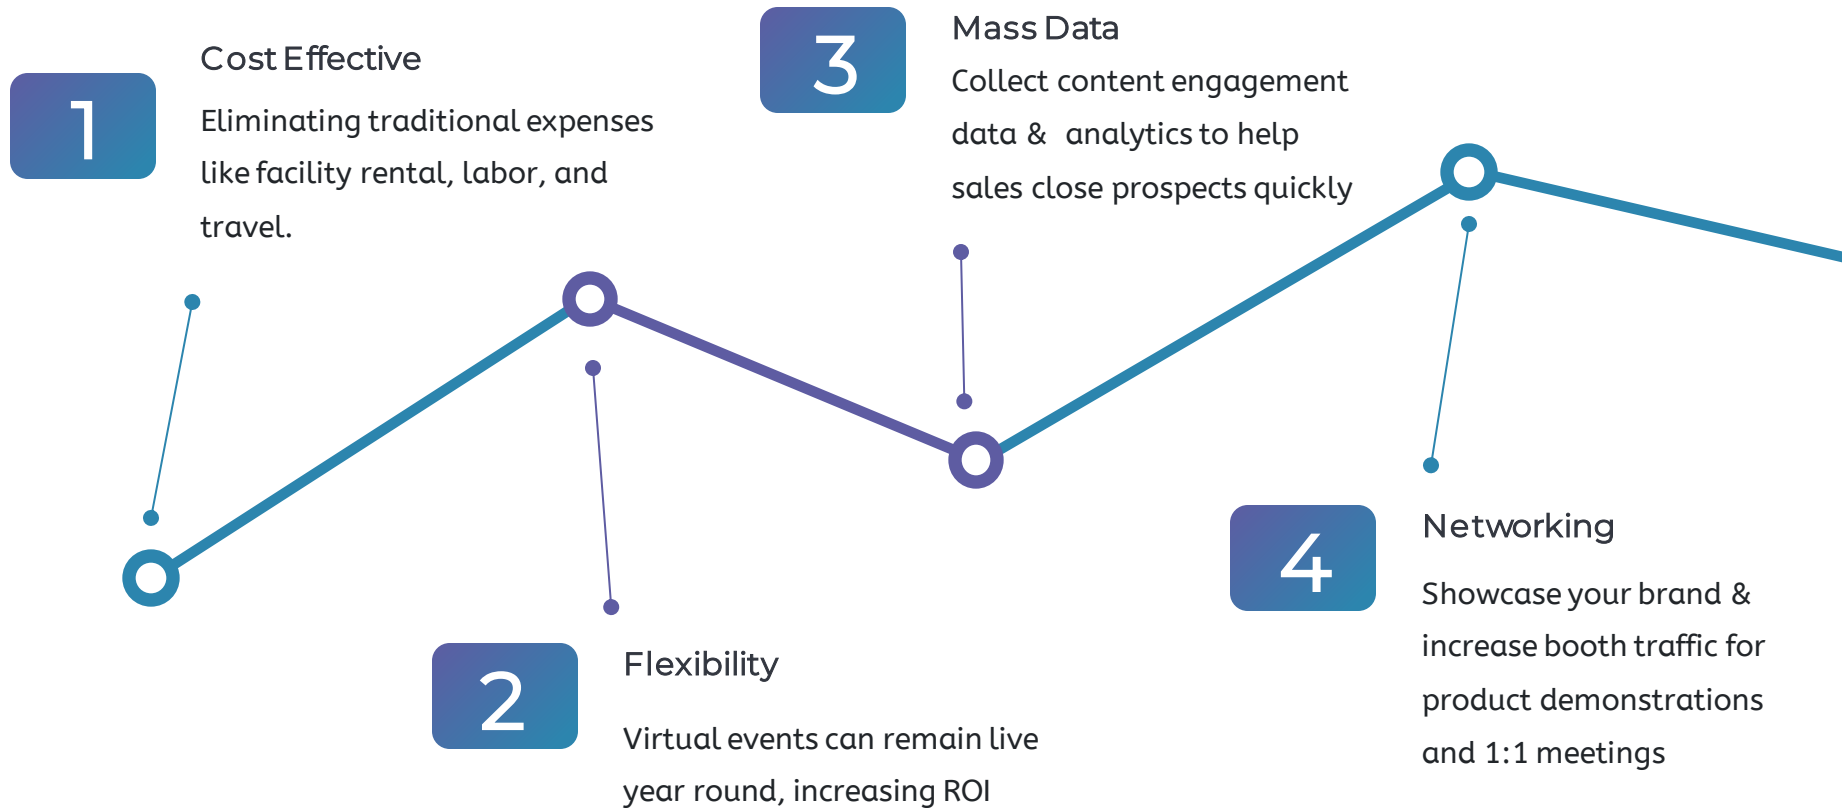 1
Cost Effective
Eliminating traditional expenses
like facility rental, labor, and
travel.
2
Flexibility
Virtual events can remain live
year round, increasing ROI
3
Mass Data
Collect content engagement
data & analytics to help
sales close prospects quickly
4
Networking
Showcase your brand &
increase booth traffic for
product demonstrations
and 1:1 meetings